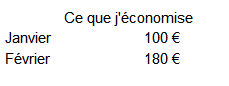 Ce que j'économise
Janvier 100 €
Février 180 €